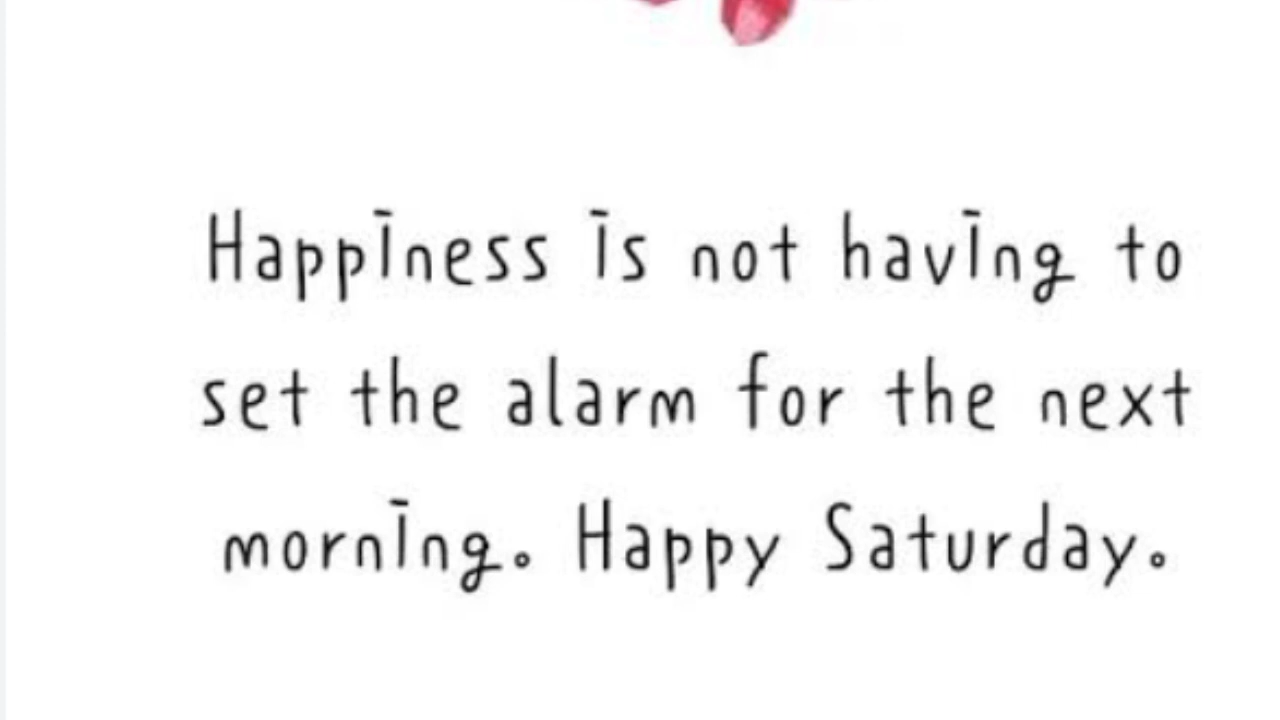 Happiness is not having to
set the alarm for the next
morning. Happy Saturday.